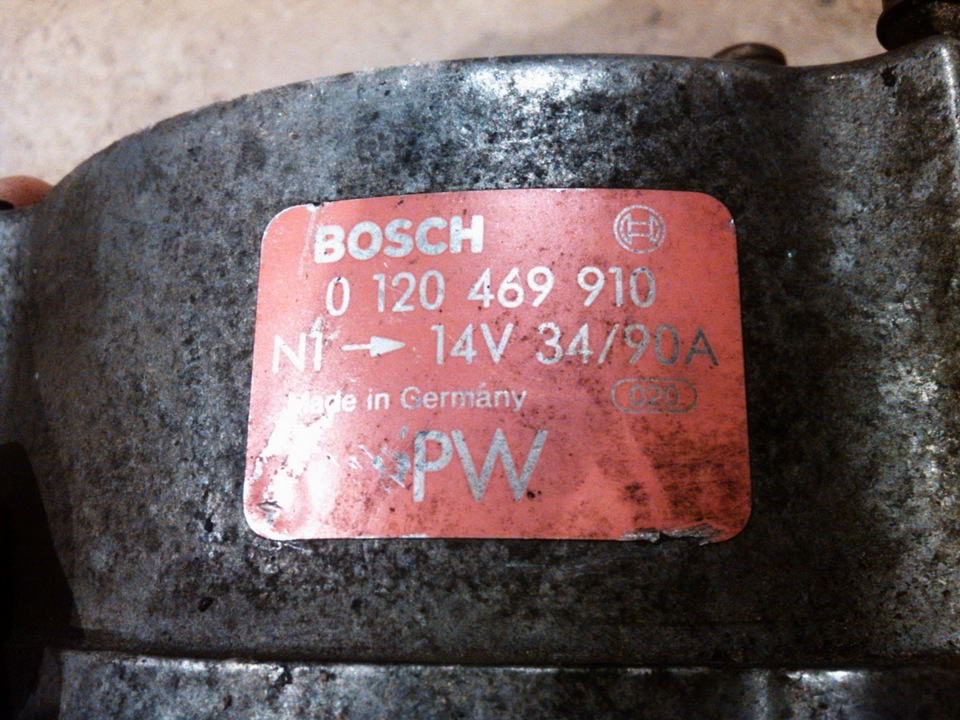 BOSCH
0 120 469 910
N1 → 14V 34/90A
Made in Germany 020
PW